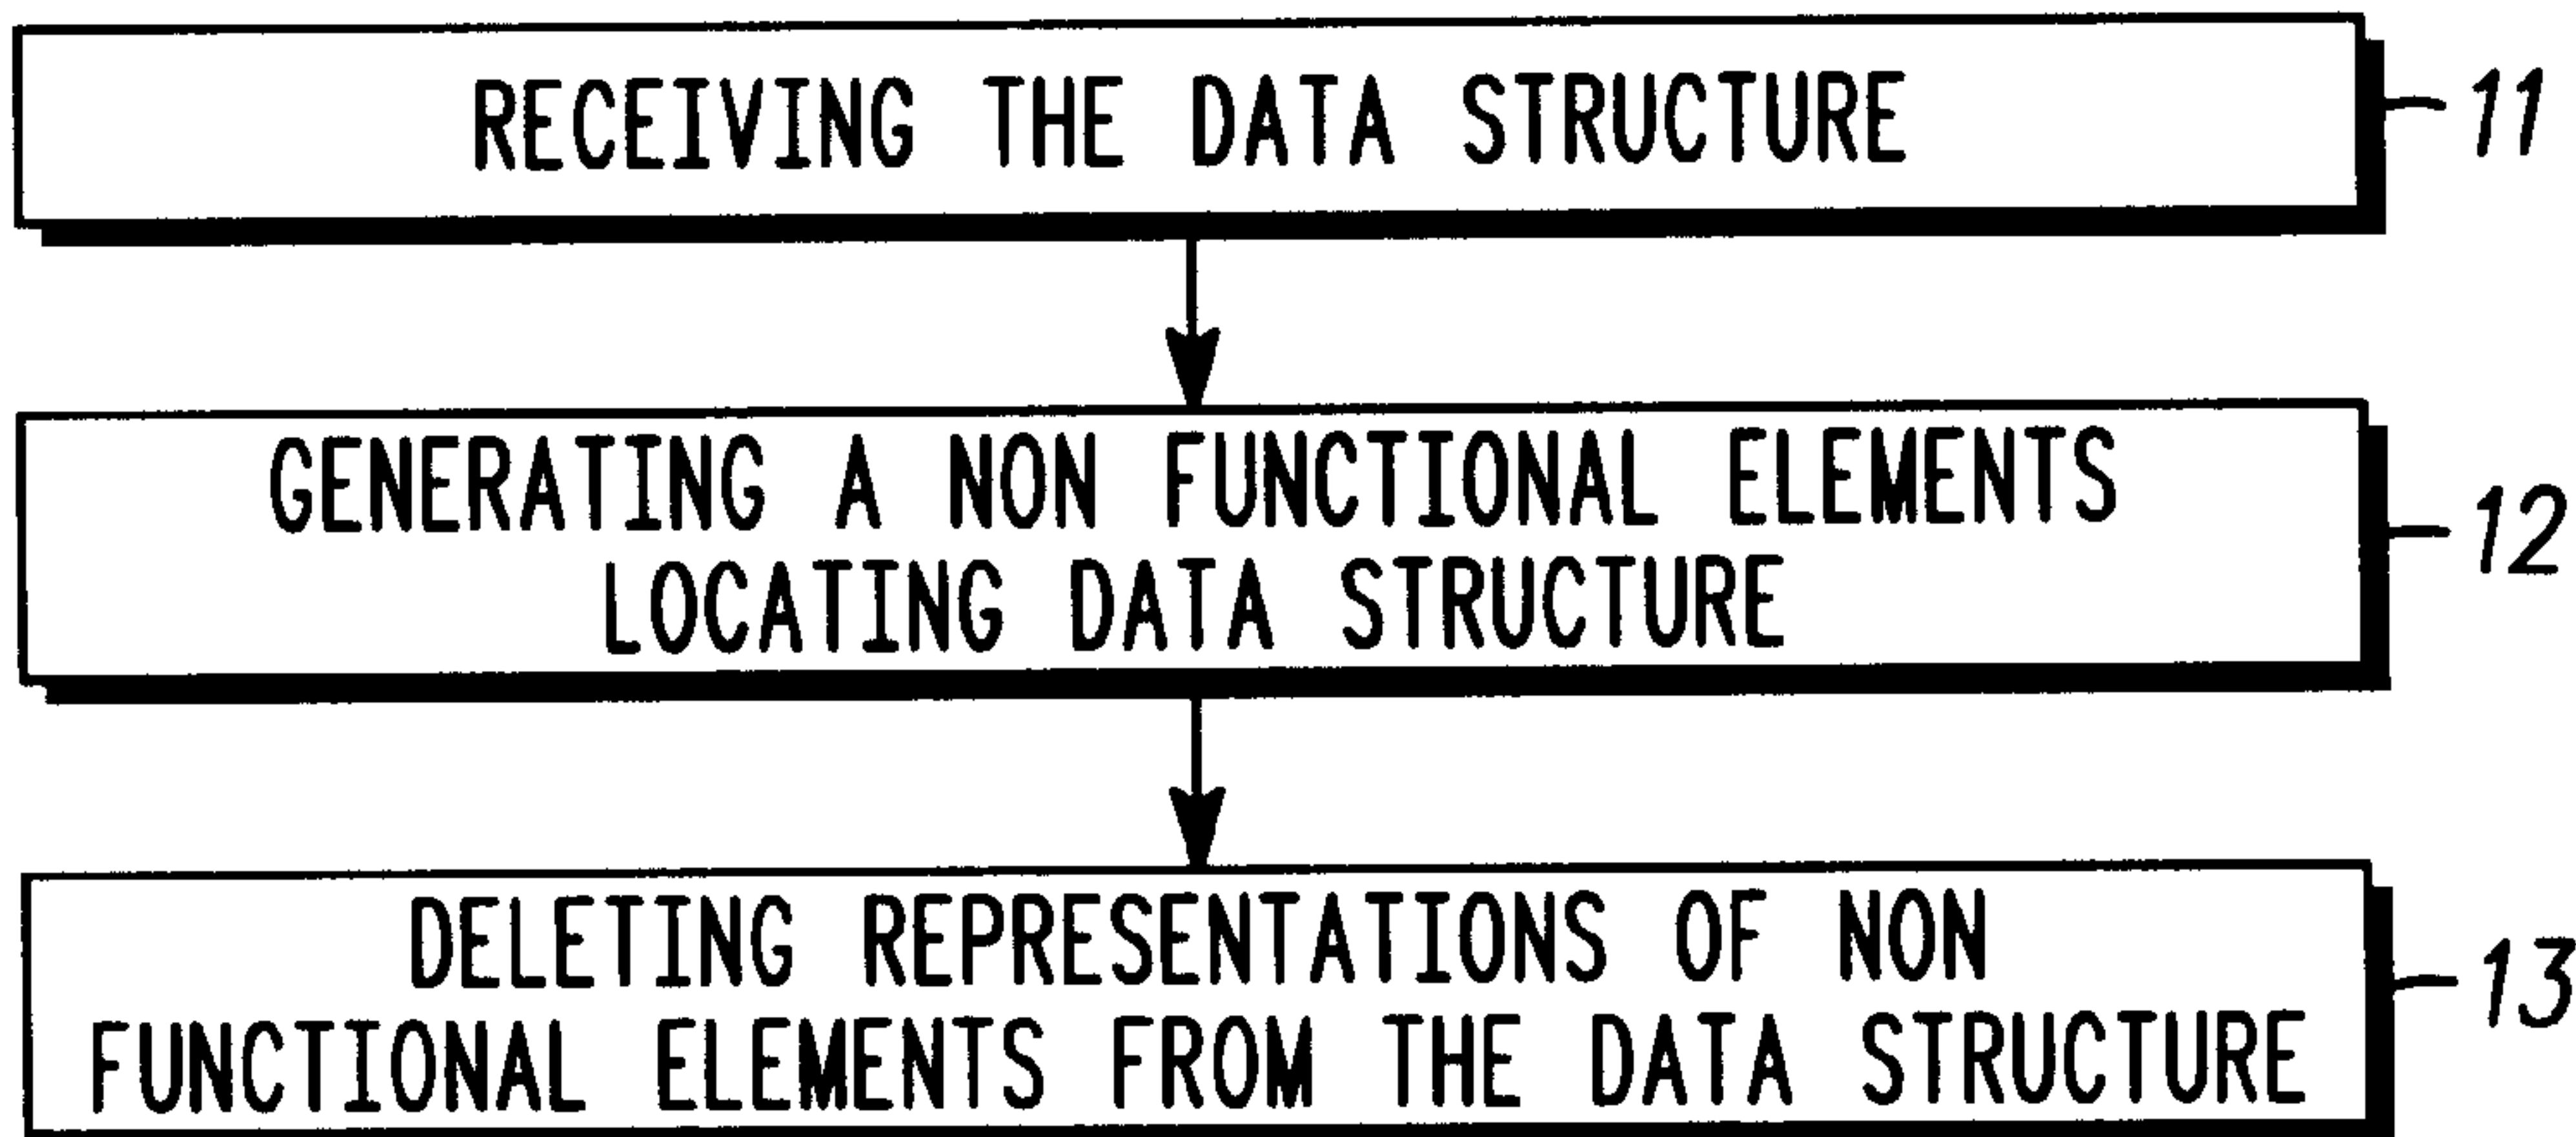 RECEIVING THE DATA STRUCTURE
11
GENERATING A NON FUNCTIONAL ELEMENTS
LOCATING DATA STRUCTURE
12
DELETING REPRESENTATIONS OF NON
FUNCTIONAL ELEMENTS FROM THE DATA STRUCTURE
13